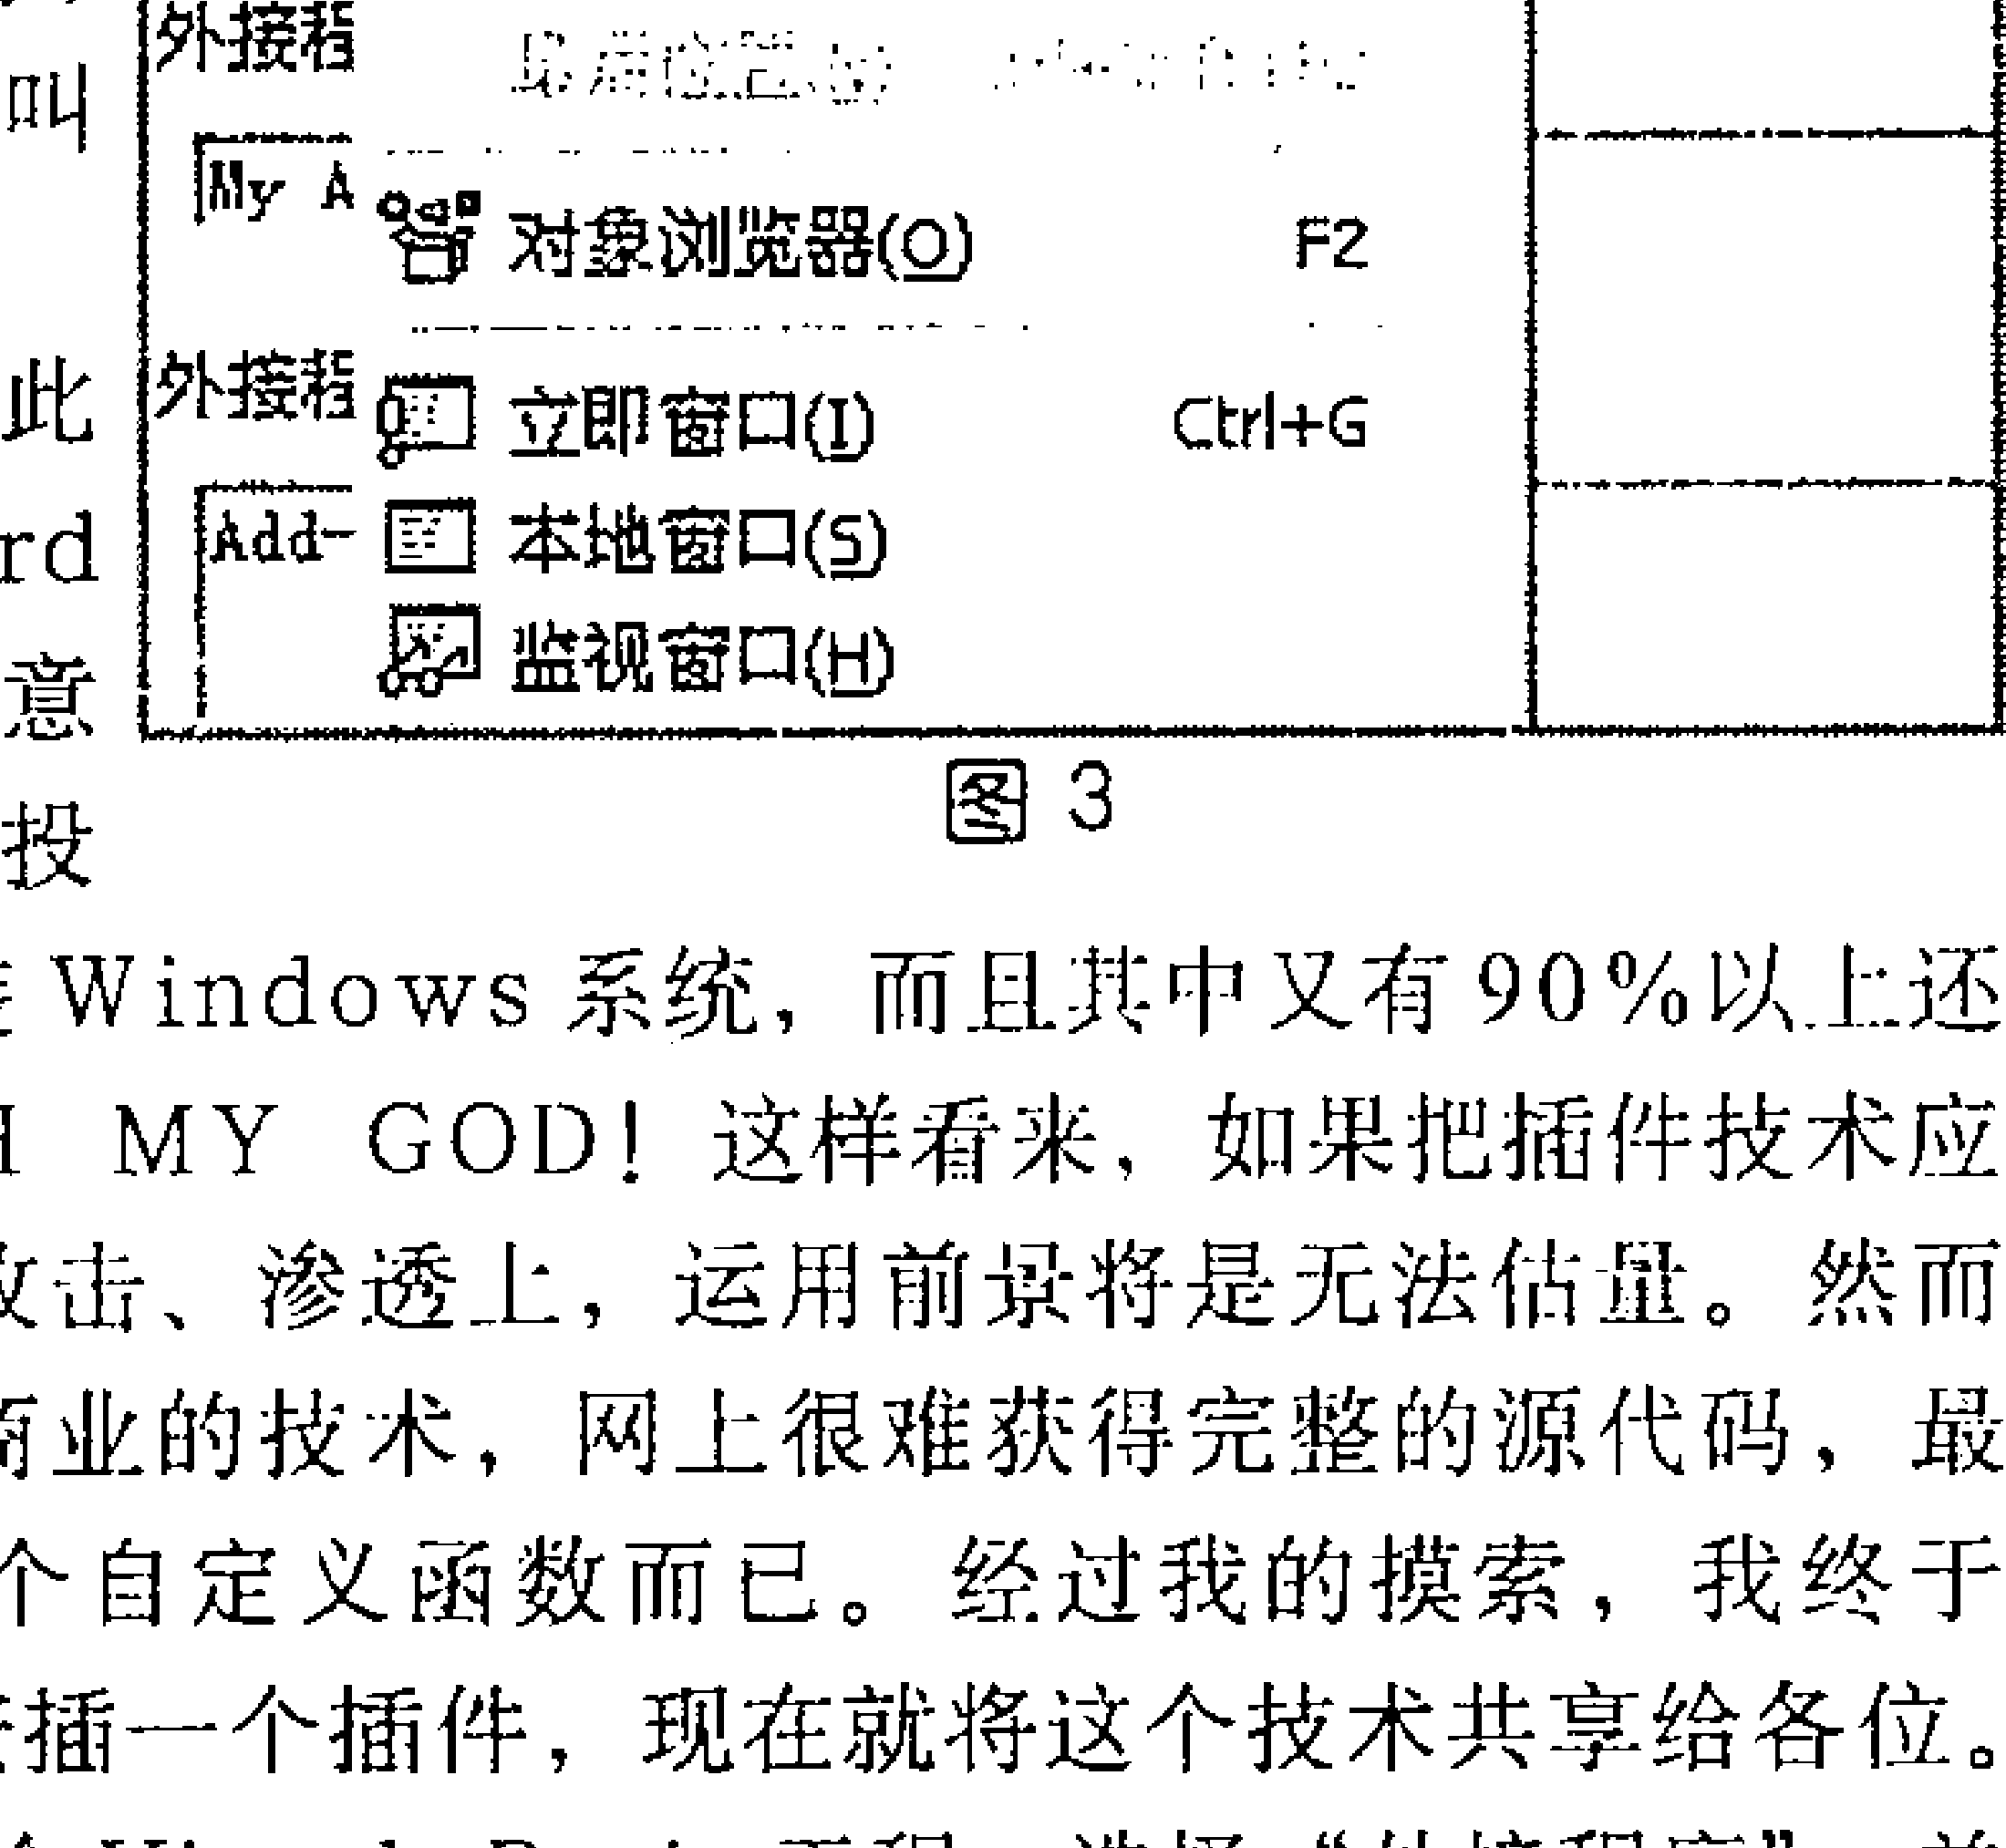 叫
外接程
My A
对象浏览器(O) F2
此
外接程
立即窗口(I) Ctrl+G
rd
Add-
本地窗口(S)
意
监视窗口(H)
图 3
投
Windows 系统，而且其中又有90%以上还
MY GOD！这样看来，如果把插件技术应
攻击、渗透上，运用前景将是无法估量。然而
商业的技术，网上很难获得完整的源代码，最
个自定义函数而已。经过我的摸索，我终于
插一个插件，现在就将这个技术共享给各位。